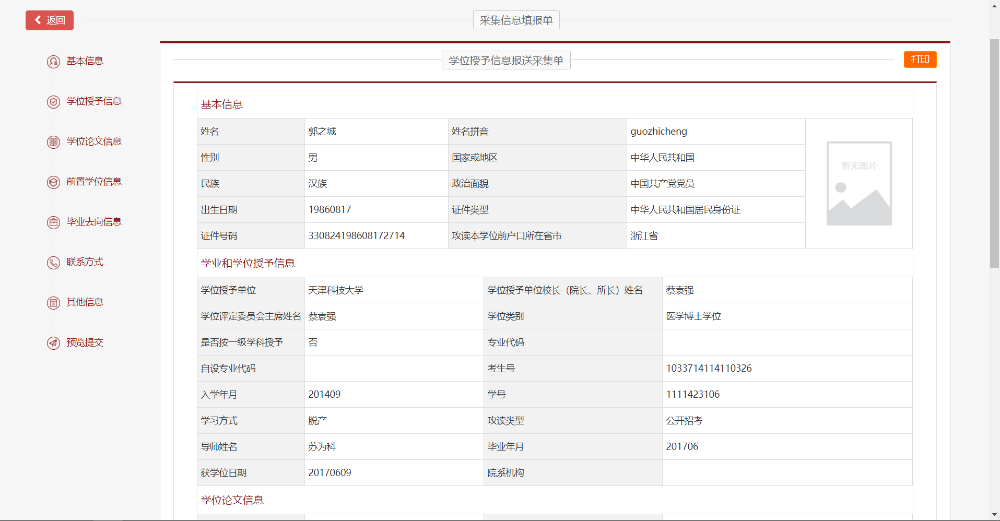 返回
采集信息填报单
基本信息
学位授予信息
学位论文信息
前置学位信息
毕业去向信息
联系方式
其他信息
预览提交
学位授予信息报送采集单
打印
基本信息
姓名 郭之城 姓名拼音 guozhicheng
性别 男 国家或地区 中华人民共和国
民族 汉族 政治面貌 中国共产党党员
出生日期 19860817 证件类型 中华人民共和国居民身份证
证件号码 330824198608172714 攻读本学位前户口所在省市 浙江省
暂无图片
学业和学位授予信息
学位授予单位 天津科技大学 学位授予单位校长（院长、所长）姓名 蔡袁强
学位评定委员会主席姓名 蔡袁强 学位类别 医学博士学位
是否按一级学科授予 否 专业代码
自设专业代码 考生号 1033714114110326
入学年月 201409 学号 1111423106
学习方式 脱产 攻读类型 公开招考
导师姓名 苏为科 毕业年月 201706
获学位日期 20170609 院系机构
学位论文信息